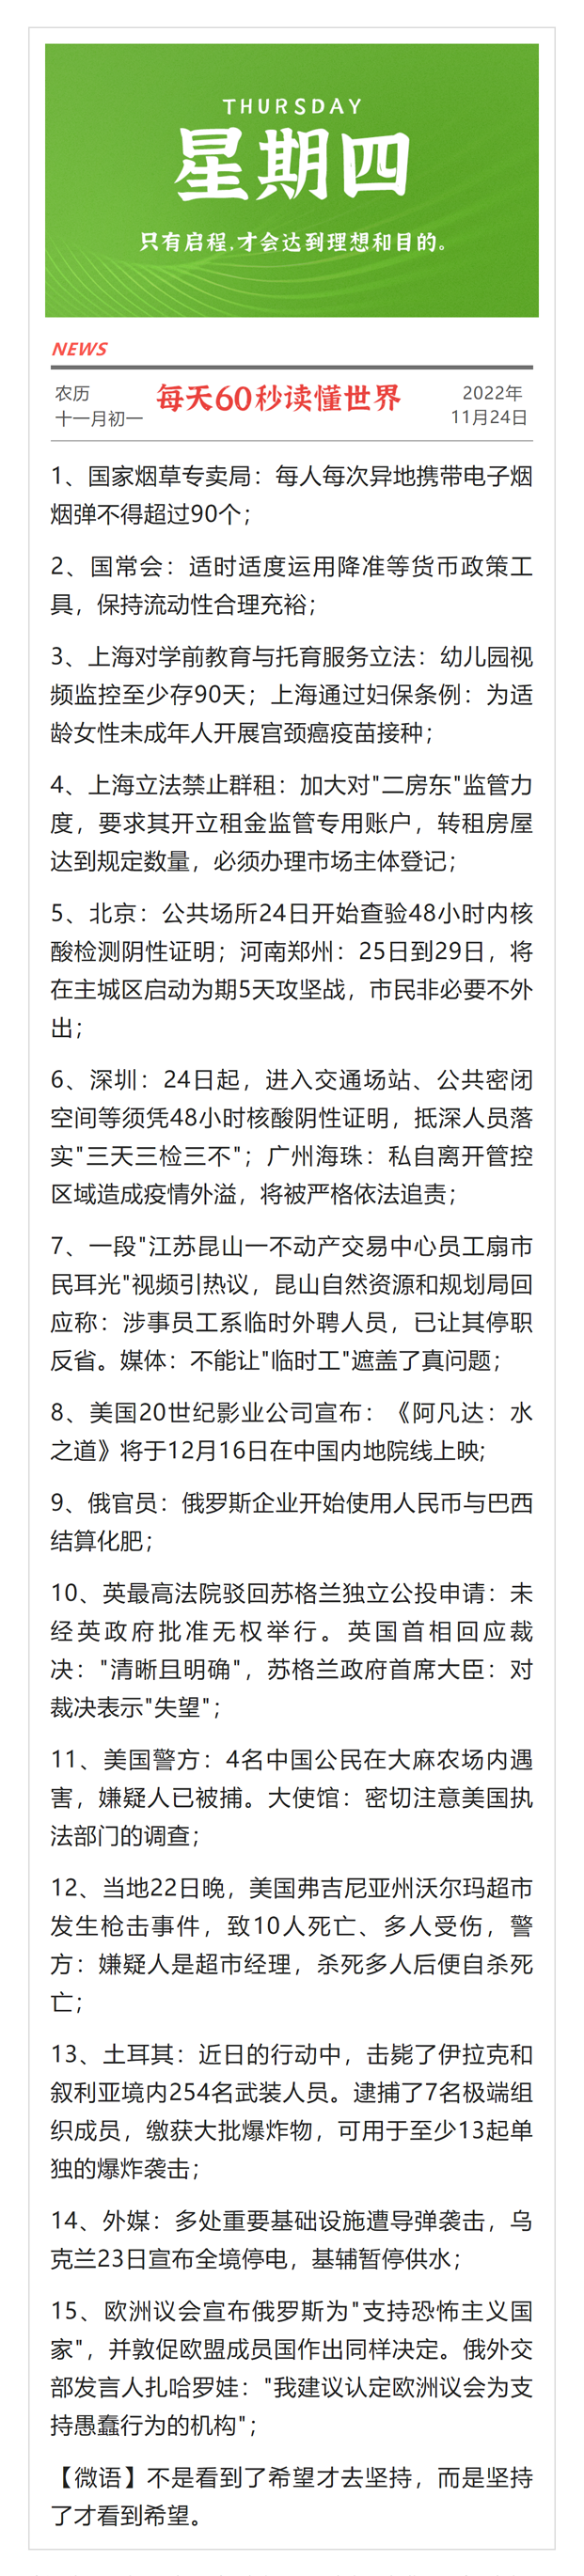 THURSDAY
星期四
只有启程,才会达到理想和目的。
NEWS
农历
十一月初一
每天60秒读懂世界
2022年
11月24日
1、国家烟草专卖局：每人每次异地携带电子烟
烟弹不得超过90个；
2、国常会：适时适度运用降准等货币政策工
具，保持流动性合理充裕；
3、上海对学前教育与托育服务立法：幼儿园视
频监控至少存90天；上海通过妇保条例：为适
龄女性未成年人开展宫颈癌疫苗接种；
4、上海立法禁止群租：加大对"二房东"监管力
度，要求其开立租金监管专用账户，转租房屋
达到规定数量，必须办理市场主体登记；
5、北京：公共场所24日开始查验48小时内核
酸检测阴性证明；河南郑州：25日到29日，将
在主城区启动为期5天攻坚战，市民非必要不外
出；
6、深圳：24日起，进入交通场站、公共密闭
空间等须凭48小时核酸阴性证明，抵深人员落
实"三天三检三不"；广州海珠：私自离开管控
区域造成疫情外溢，将被严格依法追责；
7、一段"江苏昆山一不动产交易中心员工扇市
民耳光"视频引热议，昆山自然资源和规划局回
应称：涉事员工系临时外聘人员，已让其停职
反省。媒体：不能让"临时工"遮盖了真问题；
8、美国20世纪影业公司宣布：《阿凡达：水
之道》将于12月16日在中国内地院线上映;
9、俄官员：俄罗斯企业开始使用人民币与巴西
结算化肥；
10、英最高法院驳回苏格兰独立公投申请：未
经英政府批准无权举行。英国首相回应裁
决："清晰且明确"，苏格兰政府首席大臣：对
裁决表示"失望"；
11、美国警方：4名中国公民在大麻农场内遇
害，嫌疑人已被捕。大使馆：密切注意美国执
法部门的调查；
12、当地22日晚，美国弗吉尼亚州沃尔玛超市
发生枪击事件，致10人死亡、多人受伤，警
方：嫌疑人是超市经理，杀死多人后便自杀死
亡；
13、土耳其：近日的行动中，击毙了伊拉克和
叙利亚境内254名武装人员。逮捕了7名极端组
织成员，缴获大批爆炸物，可用于至少13起单
独的爆炸袭击；
14、外媒：多处重要基础设施遭导弹袭击，乌
克兰23日宣布全境停电，基辅暂停供水；
15、欧洲议会宣布俄罗斯为"支持恐怖主义国
家"，并敦促欧盟成员国作出同样决定。俄外交
部发言人扎哈罗娃："我建议认定欧洲议会为支
持愚蠢行为的机构"；
【微语】不是看到了希望才去坚持，而是坚持
了才看到希望。